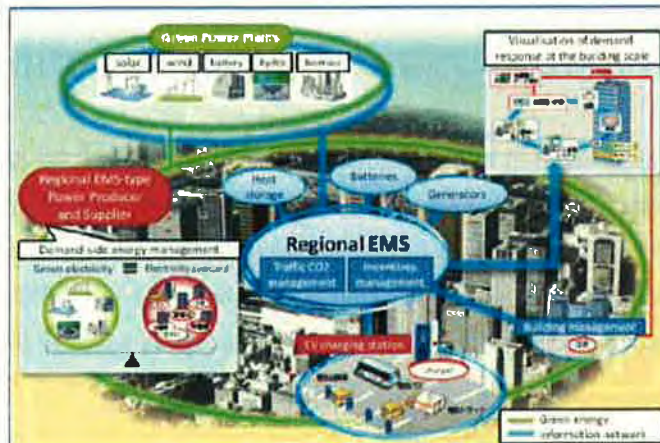 Green Power Plants
solar
wind
battery
hydro
biomass
Visualisation of demand
response at the building scale
Regional EMS-type
Power Producer
and Supplier
Heat
storage
Batteries
Generators
Regional EMS
Traffic CO2
management
Incentives
management
Demand-side energy management
Green electricity
Electricity
EV charging station
Building management
Green energy
Information network